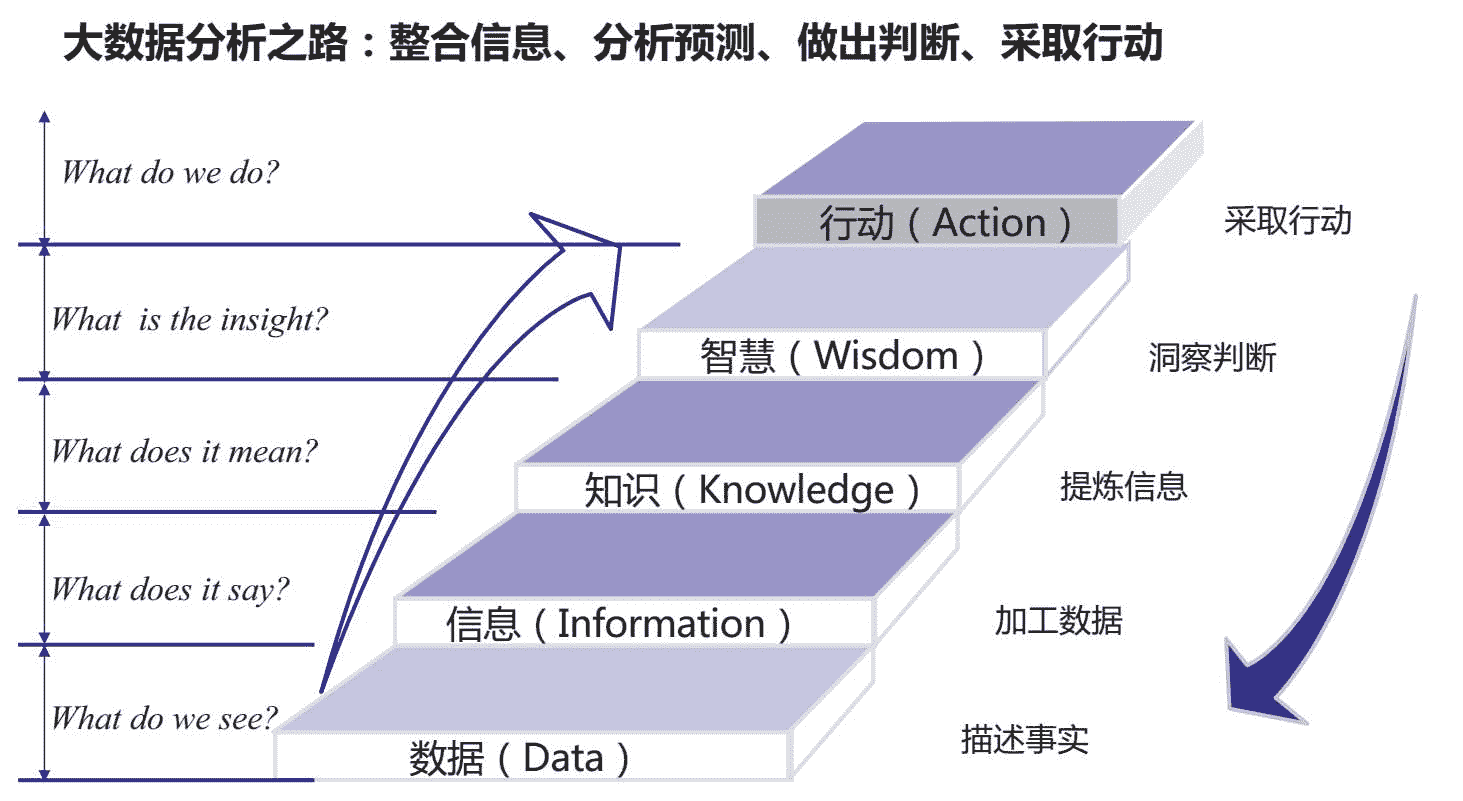 大数据分析之路：整合信息、分析预测、做出判断、采取行动
What do we do?
行动（Action）
采取行动
What is the insight?
智慧（Wisdom）
洞察判断
What does it mean?
知识（Knowledge）
提炼信息
What does it say?
信息（Information）
加工数据
What do we see?
数据（Data）
描述事实